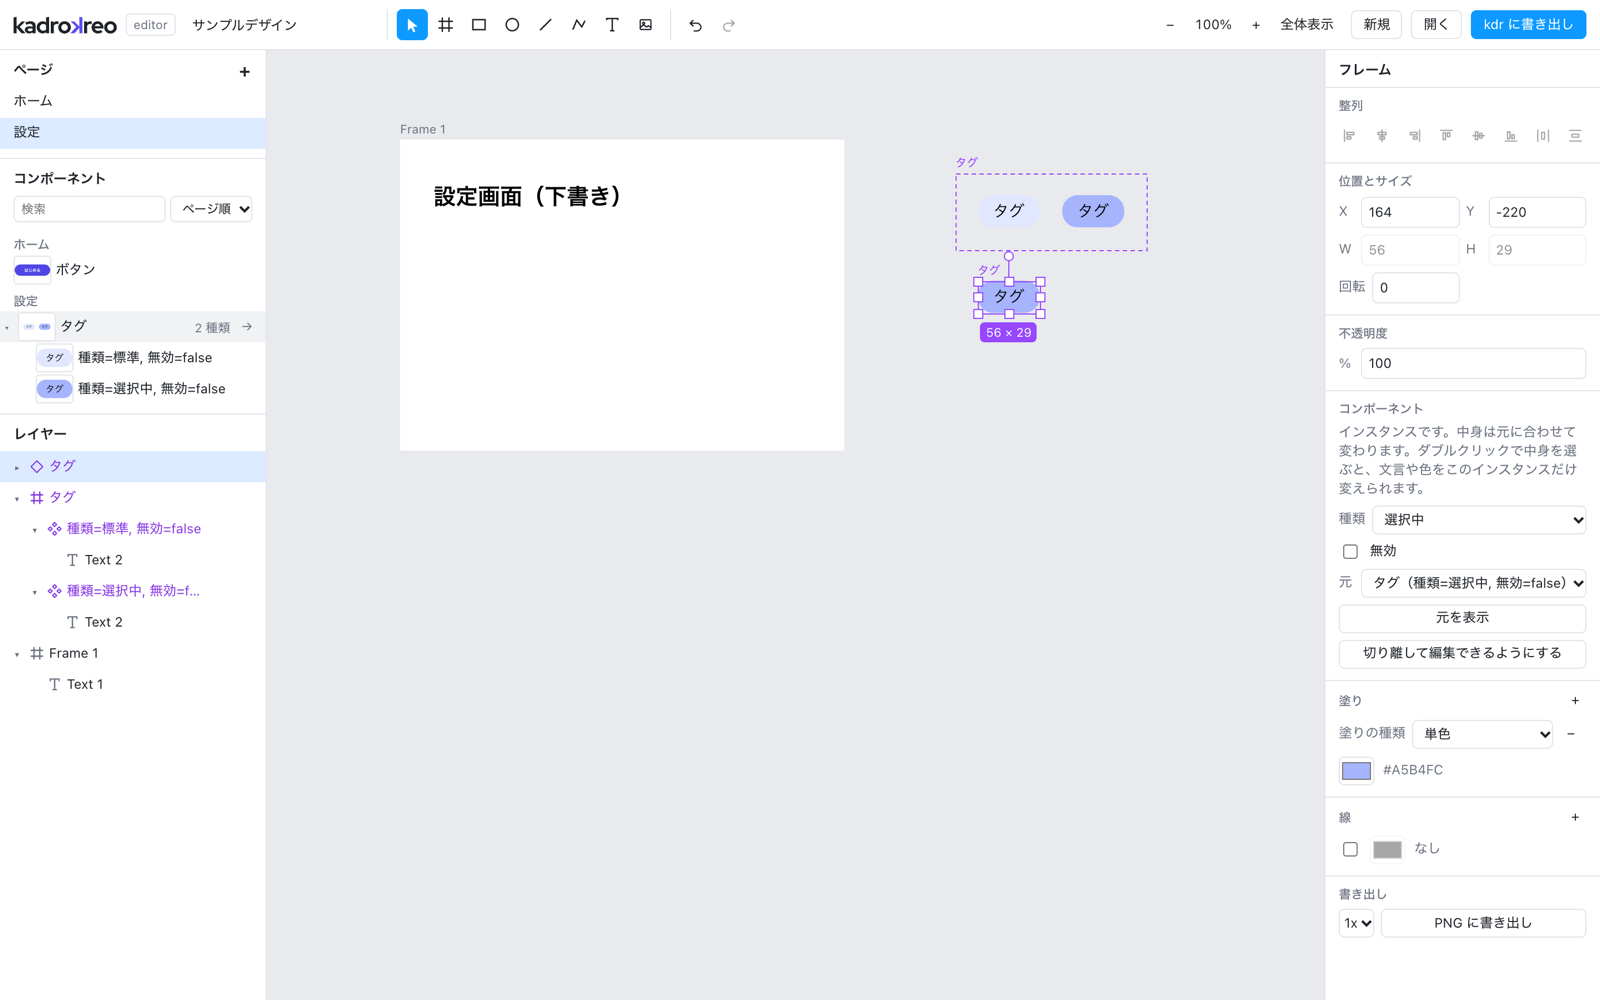 kadrokreo editor サンプルデザイン
− 100% + 全体表示 新規 開く kdr に書き出し
ページ +
ホーム
設定
コンポーネント
検索 ページ順
ホーム
はじめる ボタン
設定
タグ 2 種類 →
タグ 種類=標準, 無効=false
タグ 種類=選択中, 無効=false
レイヤー
タグ
タグ
種類=標準, 無効=false
Text 2
種類=選択中, 無効=f...
Text 2
Frame 1
Text 1
Frame 1
設定画面（下書き）
タグ
タグ タグ
タグ
タグ
56 × 29
フレーム
整列
位置とサイズ
X 164 Y -220
W 56 H 29
回転 0
不透明度
% 100
コンポーネント
インスタンスです。中身は元に合わせて
変わります。ダブルクリックで中身を選
ぶと、文言や色をこのインスタンスだけ
変えられます。
種類 選択中
無効
元 タグ（種類=選択中, 無効=false）
元を表示
切り離して編集できるようにする
塗り +
塗りの種類 単色 −
#A5B4FC
線 +
なし
書き出し
1x PNG に書き出し